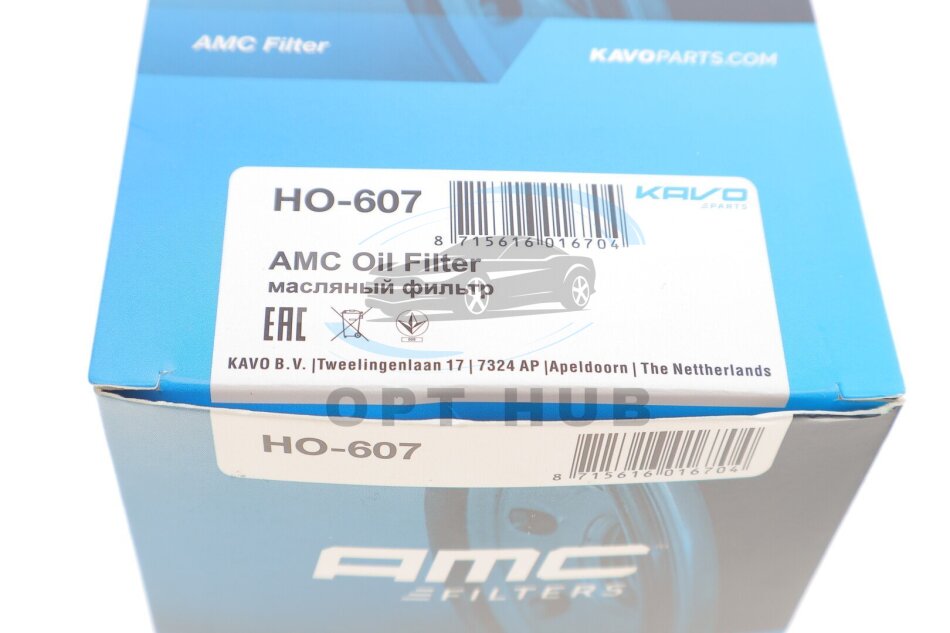 AMC Filter
KAVOPARTS.COM
HO-607
KAVO
PARTS
8 715616 016704
AMC Oil Filter
масляный фильтр
EAC
KAVO B.V. |Tweelingenlaan 17 | 7324 AP |Apeldoorn | The Nettherlands
OPT HUB
HO-607
8 715616 016704
AMC
FILTERS